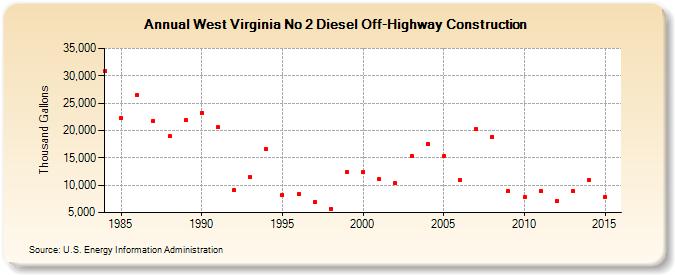 Annual West Virginia No 2 Diesel Off-Highway Construction
Thousand Gallons
35,000
30,000
25,000
20,000
15,000
10,000
5,000
1985 1990 1995 2000 2005 2010 2015
Source: U.S. Energy Information Administration